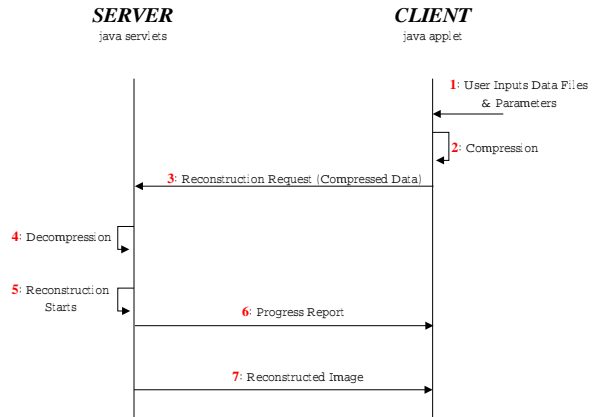 SERVER
java servlets
CLIENT
java applet
1: User Inputs Data Files
& Parameters
2: Compression
3: Reconstruction Request (Compressed Data)
4: Decompression
5: Reconstruction
Starts
6: Progress Report
7: Reconstructed Image